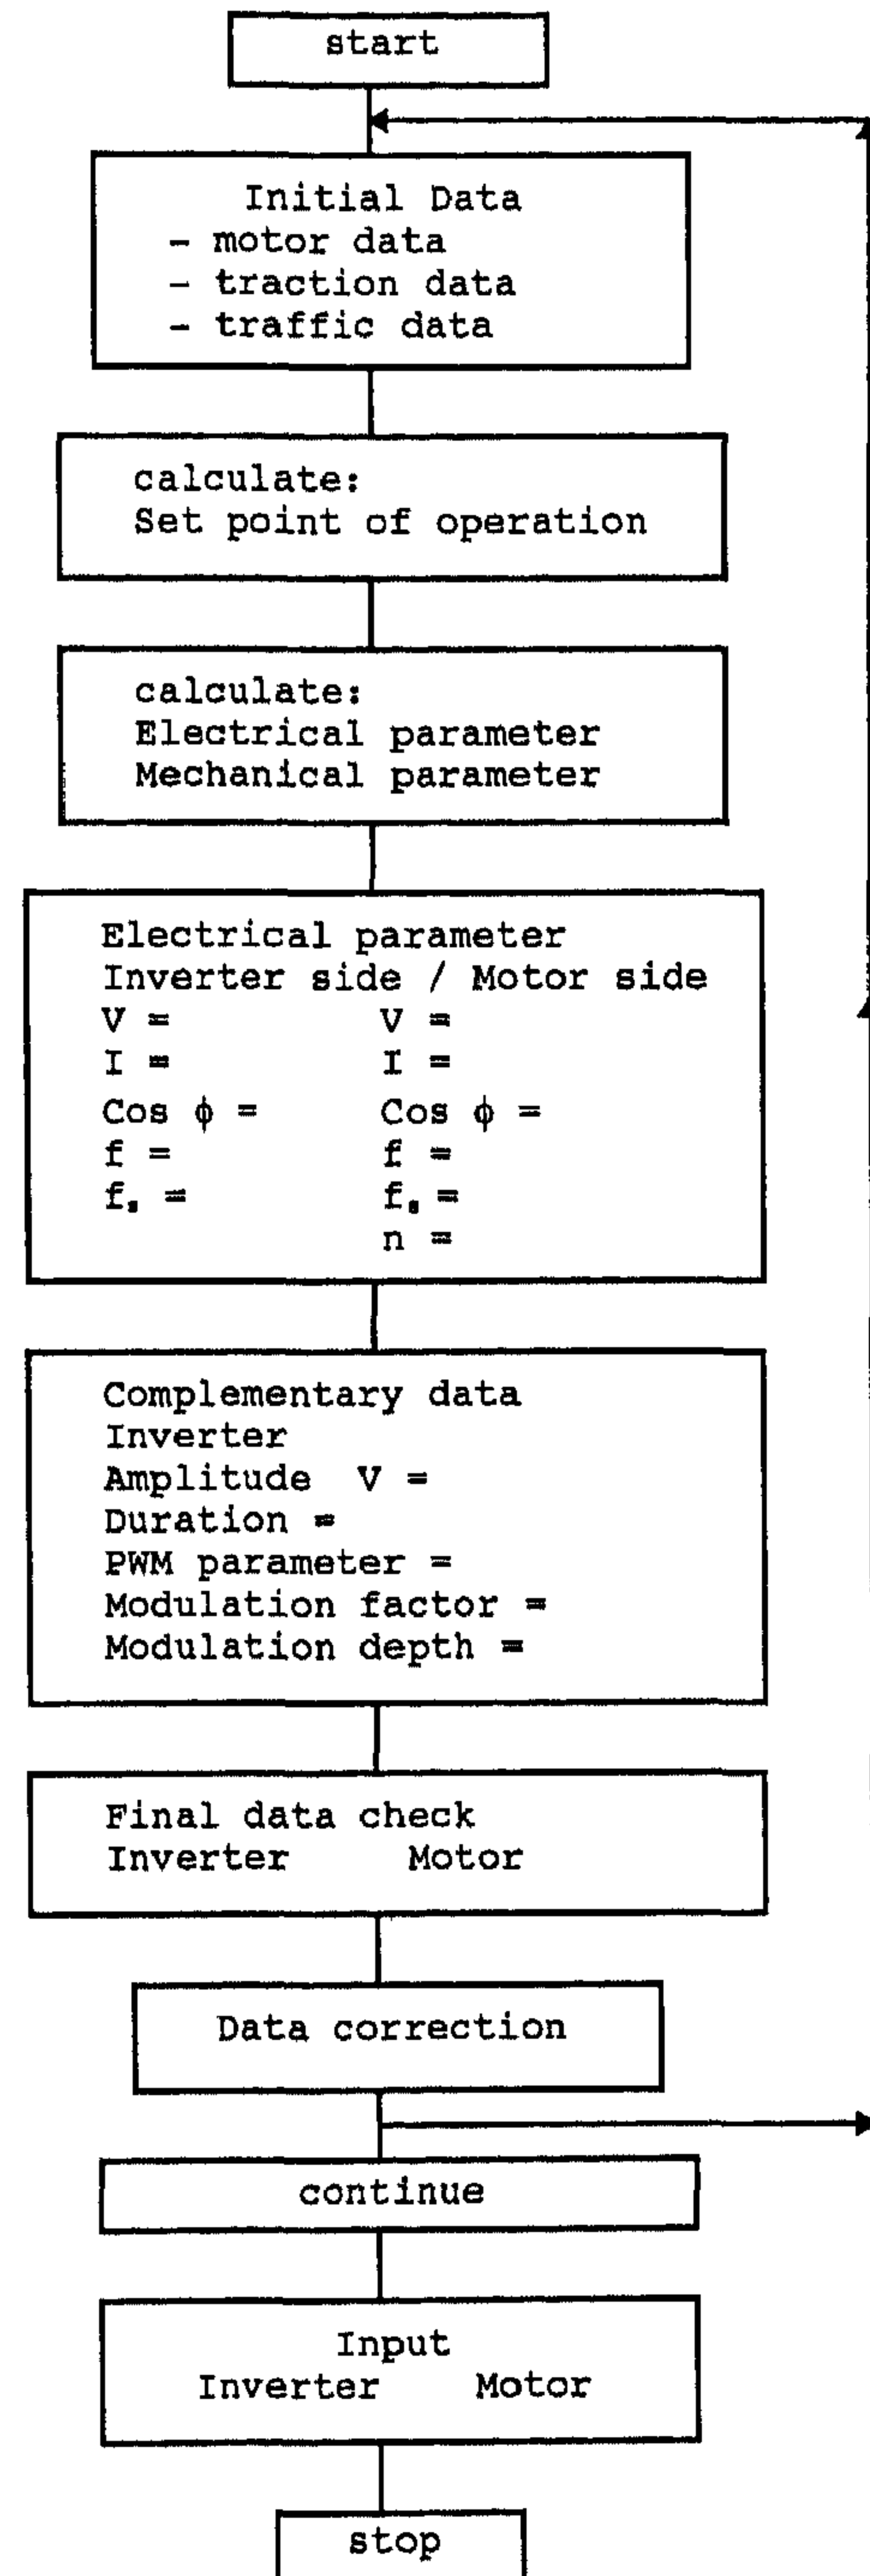 start
Initial Data
- motor data
- traction data
- traffic data
calculate:
Set point of operation
calculate:
Electrical parameter
Mechanical parameter
Electrical parameter
Inverter side / Motor side
V = V =
I = I =
Cos ϕ = Cos ϕ =
f = f =
fₛ = fₛ =
n =
Complementary data
Inverter
Amplitude V =
Duration =
PWM parameter =
Modulation factor =
Modulation depth =
Final data check
Inverter Motor
Data correction
continue
Input
Inverter Motor
stop